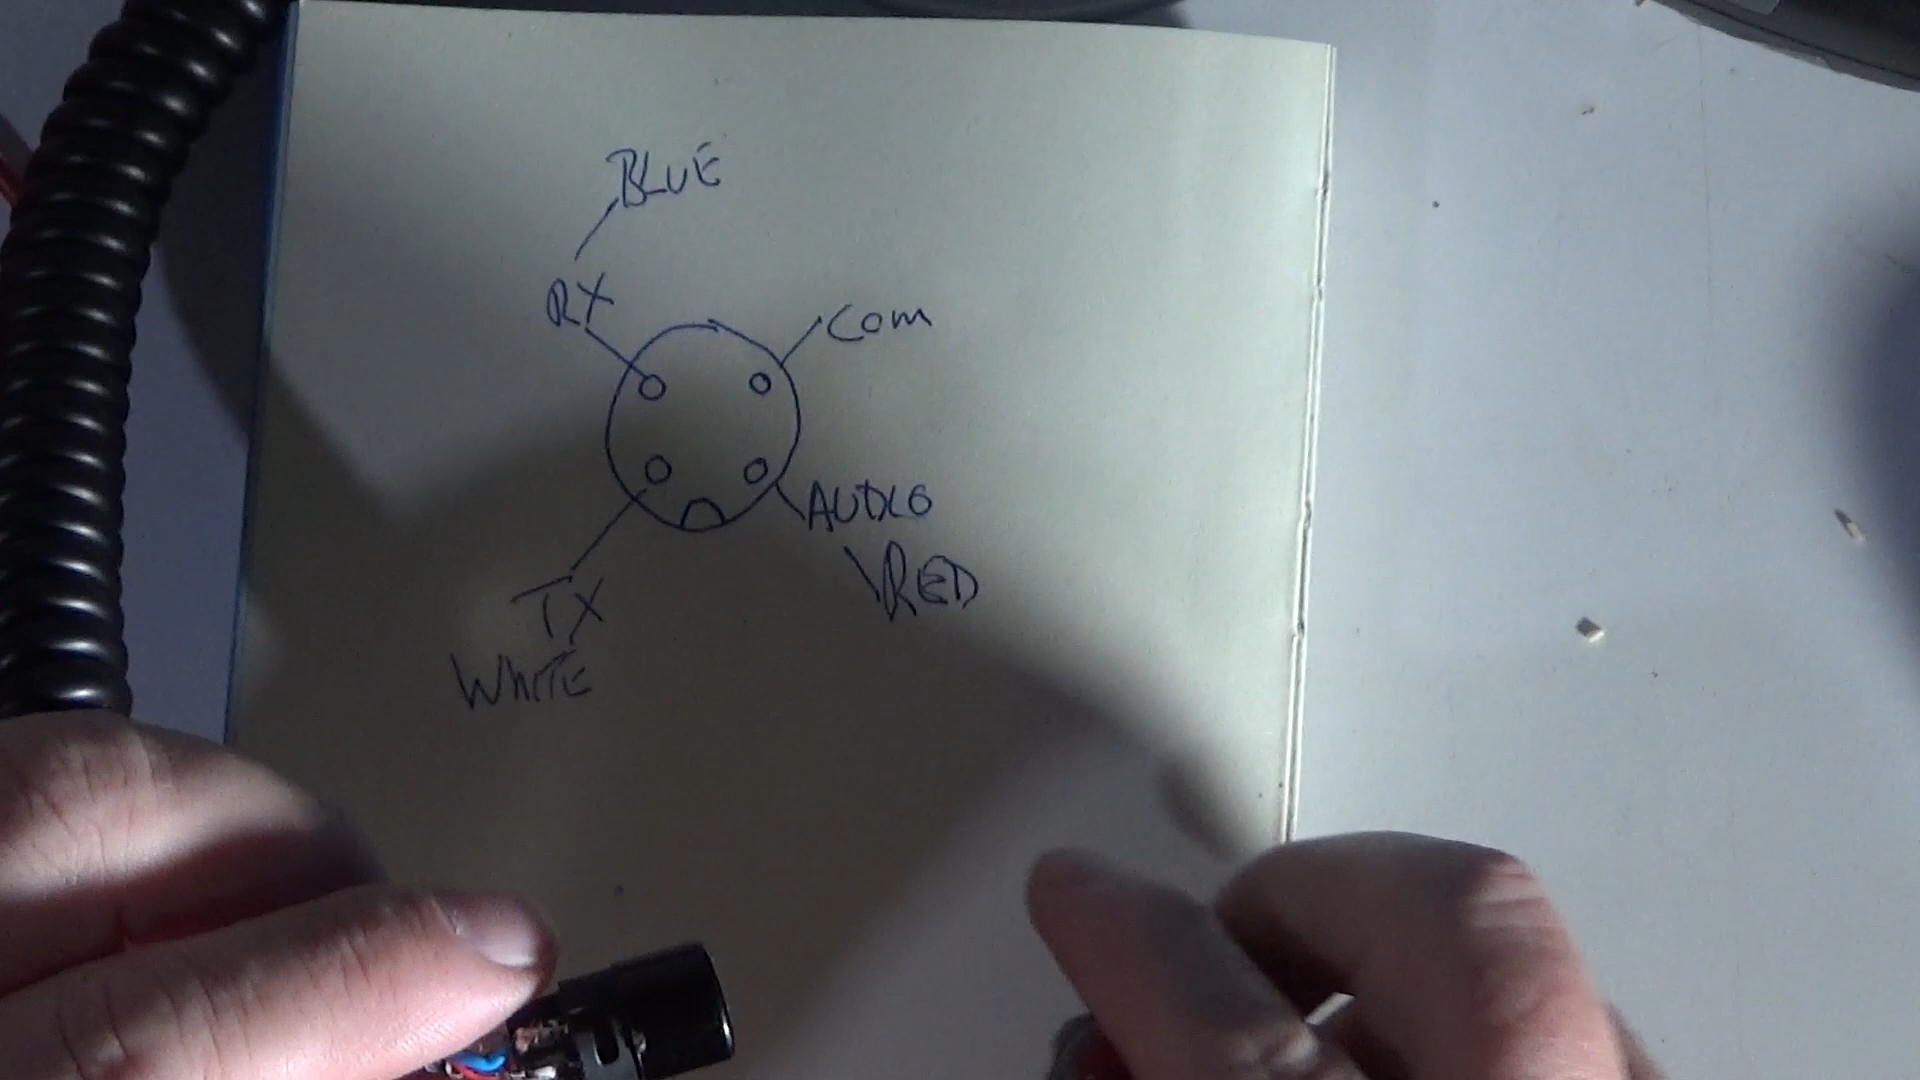 BLUE
RX
Com
AUDIO
RED
TX
WHITE